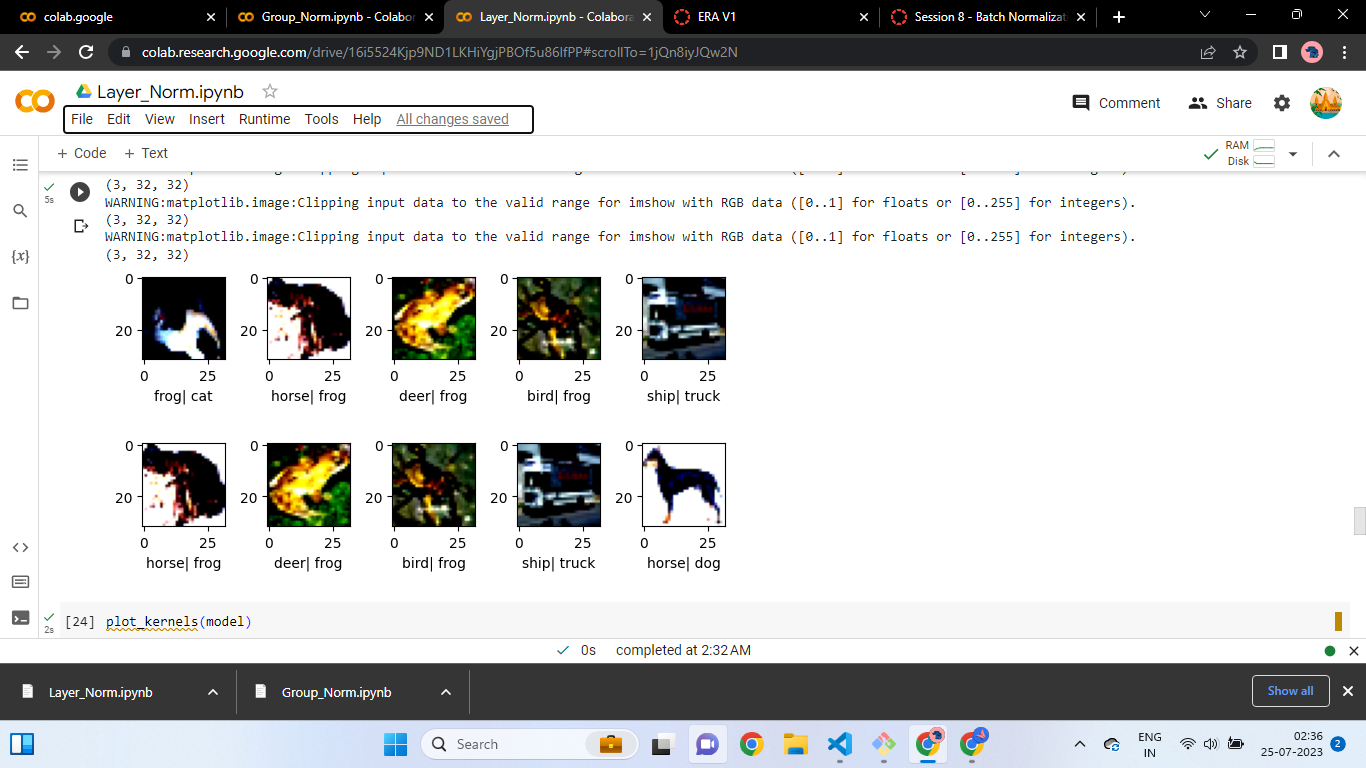 colab.google
Group_Norm.ipynb - Colabor
Layer_Norm.ipynb - Colabora
ERA V1
Session 8 - Batch Normalizat
colab.research.google.com/drive/16i5524Kjp9ND1LKHiYgjPBOf5u86IfPP#scrollTo=1jQn8iyJQw2N
Layer_Norm.ipynb
File Edit View Insert Runtime Tools Help All changes saved
Comment Share
+ Code + Text
RAM
Disk
5s
(3, 32, 32)
WARNING:matplotlib.image:Clipping input data to the valid range for imshow with RGB data ([0..1] for floats or [0..255] for integers).
(3, 32, 32)
WARNING:matplotlib.image:Clipping input data to the valid range for imshow with RGB data ([0..1] for floats or [0..255] for integers).
(3, 32, 32)
{x}
0 0 0 0 0
20 20 20 20 20
0 25 0 25 0 25 0 25 0 25
frog| cat horse| frog deer| frog bird| frog ship| truck
0 0 0 0 0
20 20 20 20 20
0 25 0 25 0 25 0 25 0 25
horse| frog deer| frog bird| frog ship| truck horse| dog
[24] plot_kernels(model)
2s
0s completed at 2:32 AM
Layer_Norm.ipynb
Group_Norm.ipynb
Show all
Search
ENG
IN
02:36
25-07-2023
2